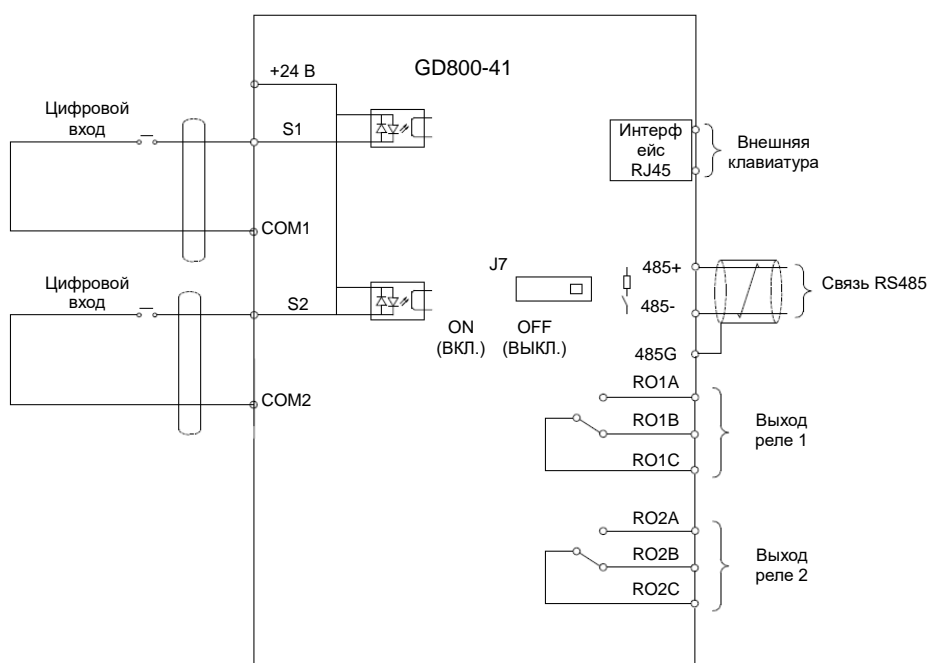 GD800-41
+24 В
Цифровой
вход
S1
COM1
Цифровой
вход
S2
COM2
Интерф
ейс
RJ45
Внешняя
клавиатура
J7
ON
(ВКЛ.)
OFF
(ВЫКЛ.)
485+
485-
485G
Связь RS485
RO1A
RO1B
RO1C
Выход
реле 1
RO2A
RO2B
RO2C
Выход
реле 2